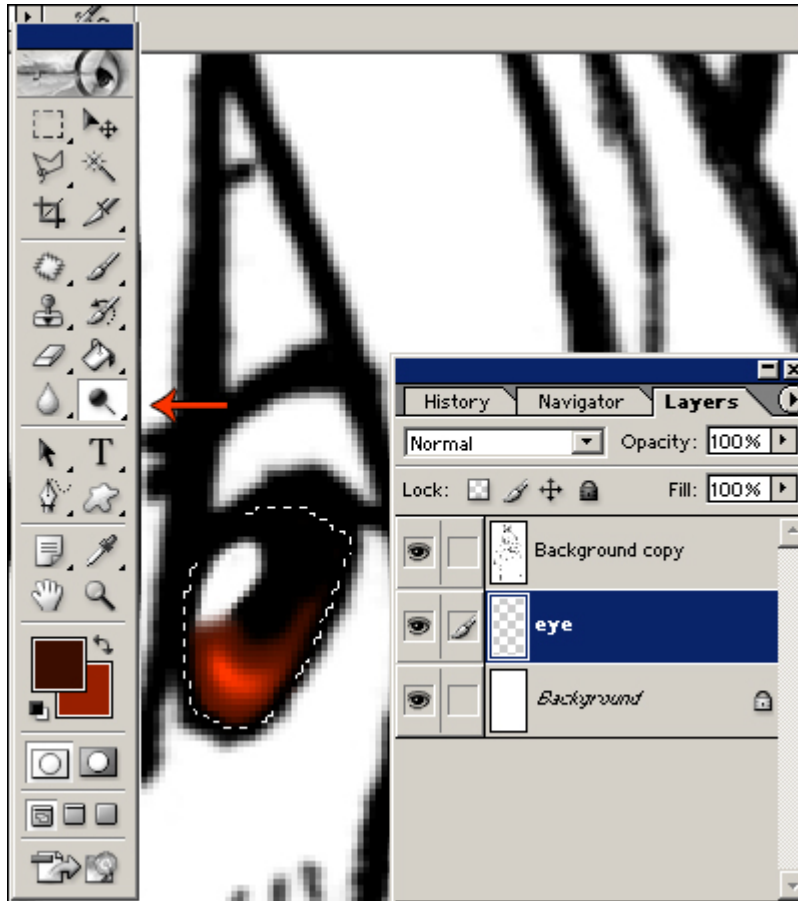 History Navigator Layers
Normal Opacity: 100%
Lock: Fill: 100%
Background copy
eye
Background
T